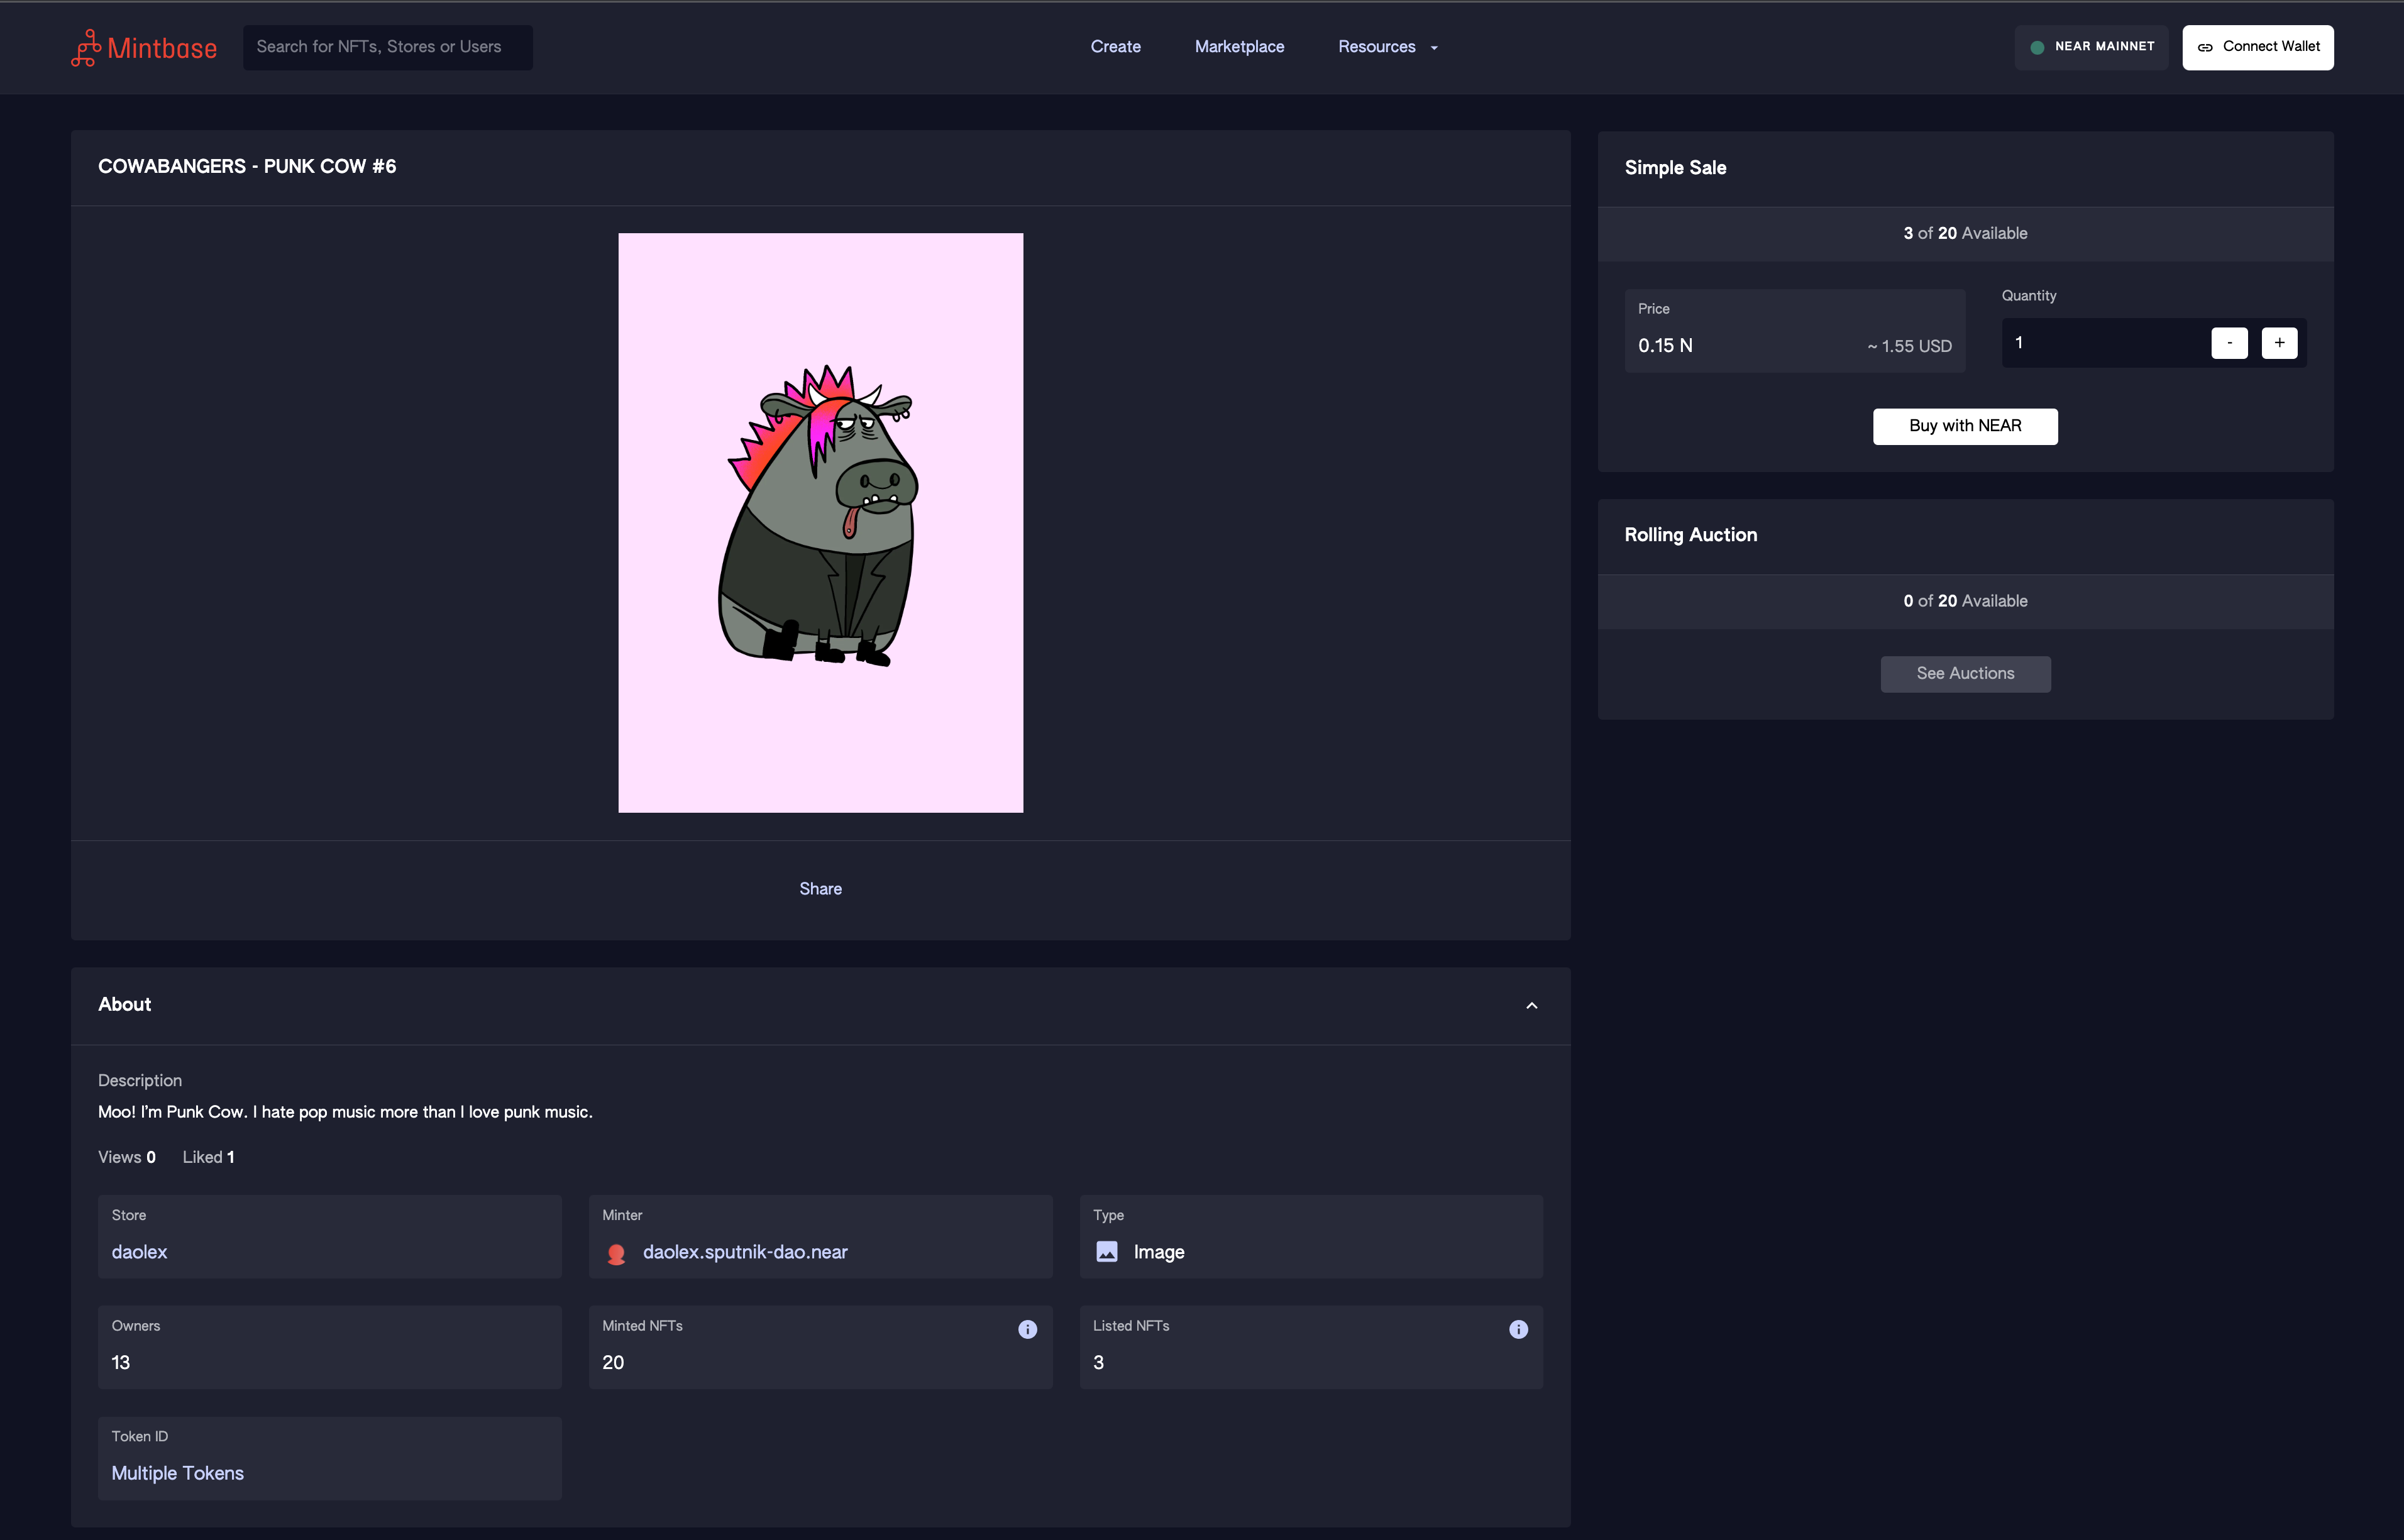 Mintbase
Search for NFTs, Stores or Users
Create
Marketplace
Resources
NEAR MAINNET
Connect Wallet
COWABANGERS - PUNK COW #6
Share
About
Description
Moo! I'm Punk Cow. I hate pop music more than I love punk music.
Views 0 Liked 1
Store
daolex
Minter
daolex.sputnik-dao.near
Type
Image
Owners
13
Minted NFTs
20
Listed NFTs
3
Token ID
Multiple Tokens
Simple Sale
3 of 20 Available
Price
0.15 N ~ 1.55 USD
Quantity
1 - +
Buy with NEAR
Rolling Auction
0 of 20 Available
See Auctions